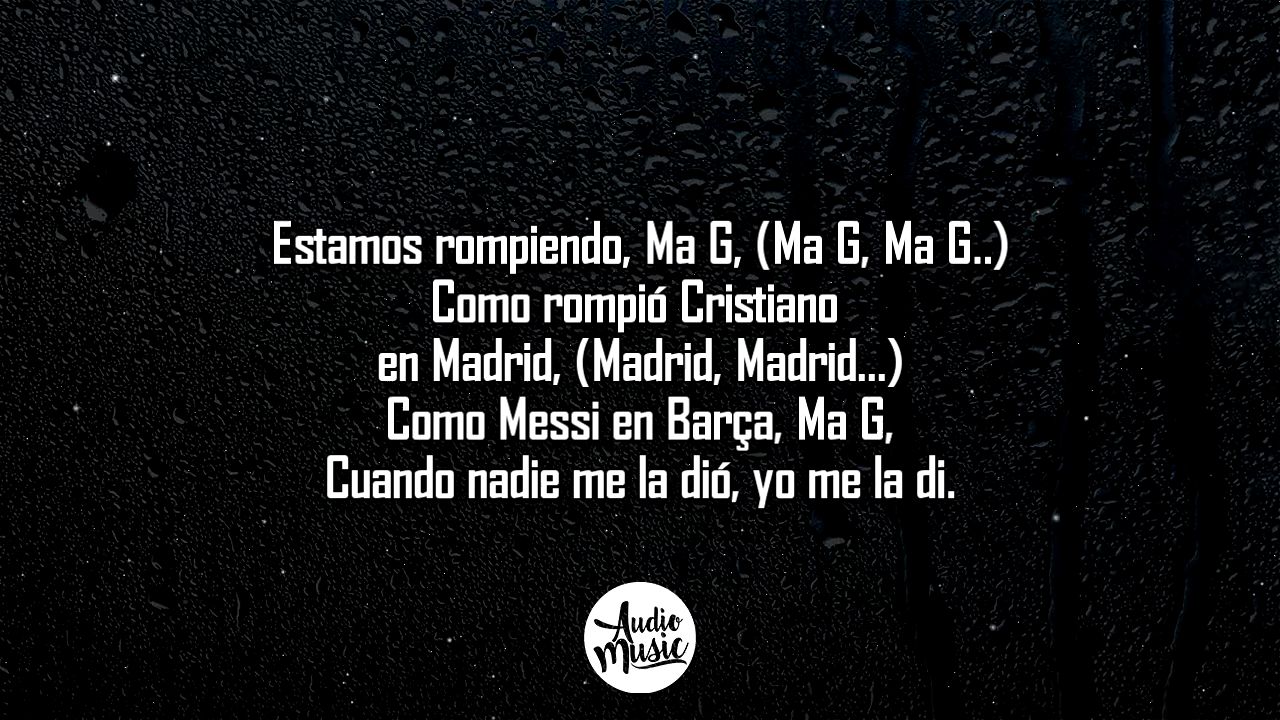 Estamos rompiendo, Ma G, (Ma G, Ma G..)
Como rompió Cristiano
en Madrid, (Madrid, Madrid...)
Como Messi en Barça, Ma G,
Cuando nadie me la dió, yo me la di.
Audio
Music